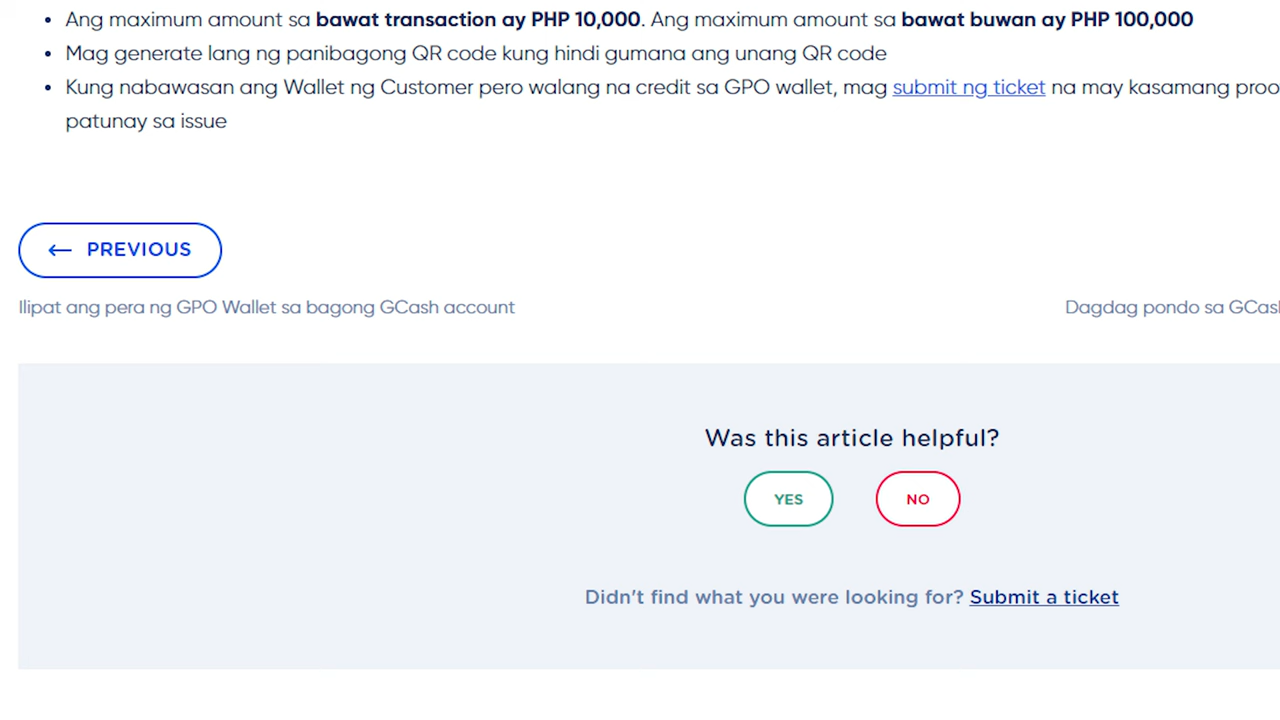 Ang maximum amount sa bawat transaction ay PHP 10,000. Ang maximum amount sa bawat buwan ay PHP 100,000
Mag generate lang ng panibagong QR code kung hindi gumana ang unang QR code
Kung nabawasan ang Wallet ng Customer pero walang na credit sa GPO wallet, mag submit ng ticket na may kasamang
patunay sa issue
PREVIOUS
Ilipat ang pera ng GPO Wallet sa bagong GCash account
Dagdag pondo sa
Was this article helpful?
YES
NO
Didn't find what you were looking for? Submit a ticket